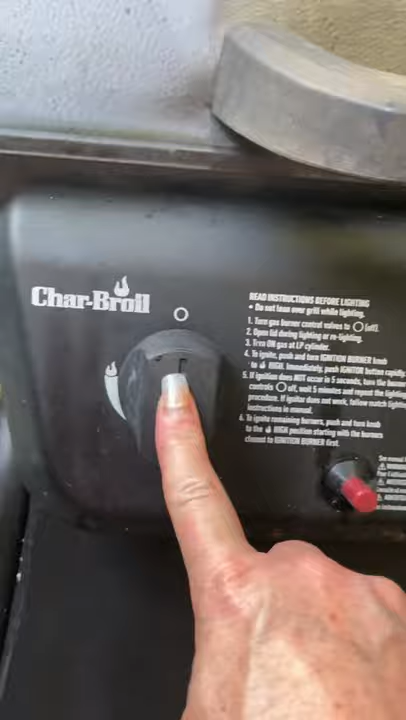 Char-Broil
READ INSTRUCTIONS BEFORE LIGHTING
• Do not lean over grill while lighting.
1. Turn gas burner control valves to (off).
2. Open lid during lighting or re-lighting.
3. Turn ON gas at LP cylinder.
4. To ignite, push and turn IGNITION BURNER knob
to HIGH. Immediately, push IGNITOR button rapidly.
5. If ignition does NOT occur in 5 seconds, turn the burner
controls off, wait 5 minutes and repeat the lighting
procedure. If ignitor does not work, follow match lighting
instructions in manual.
6. To ignite remaining burners, push and turn knob
to the HIGH position starting with the burners
closest to IGNITION BURNER first.
See manual